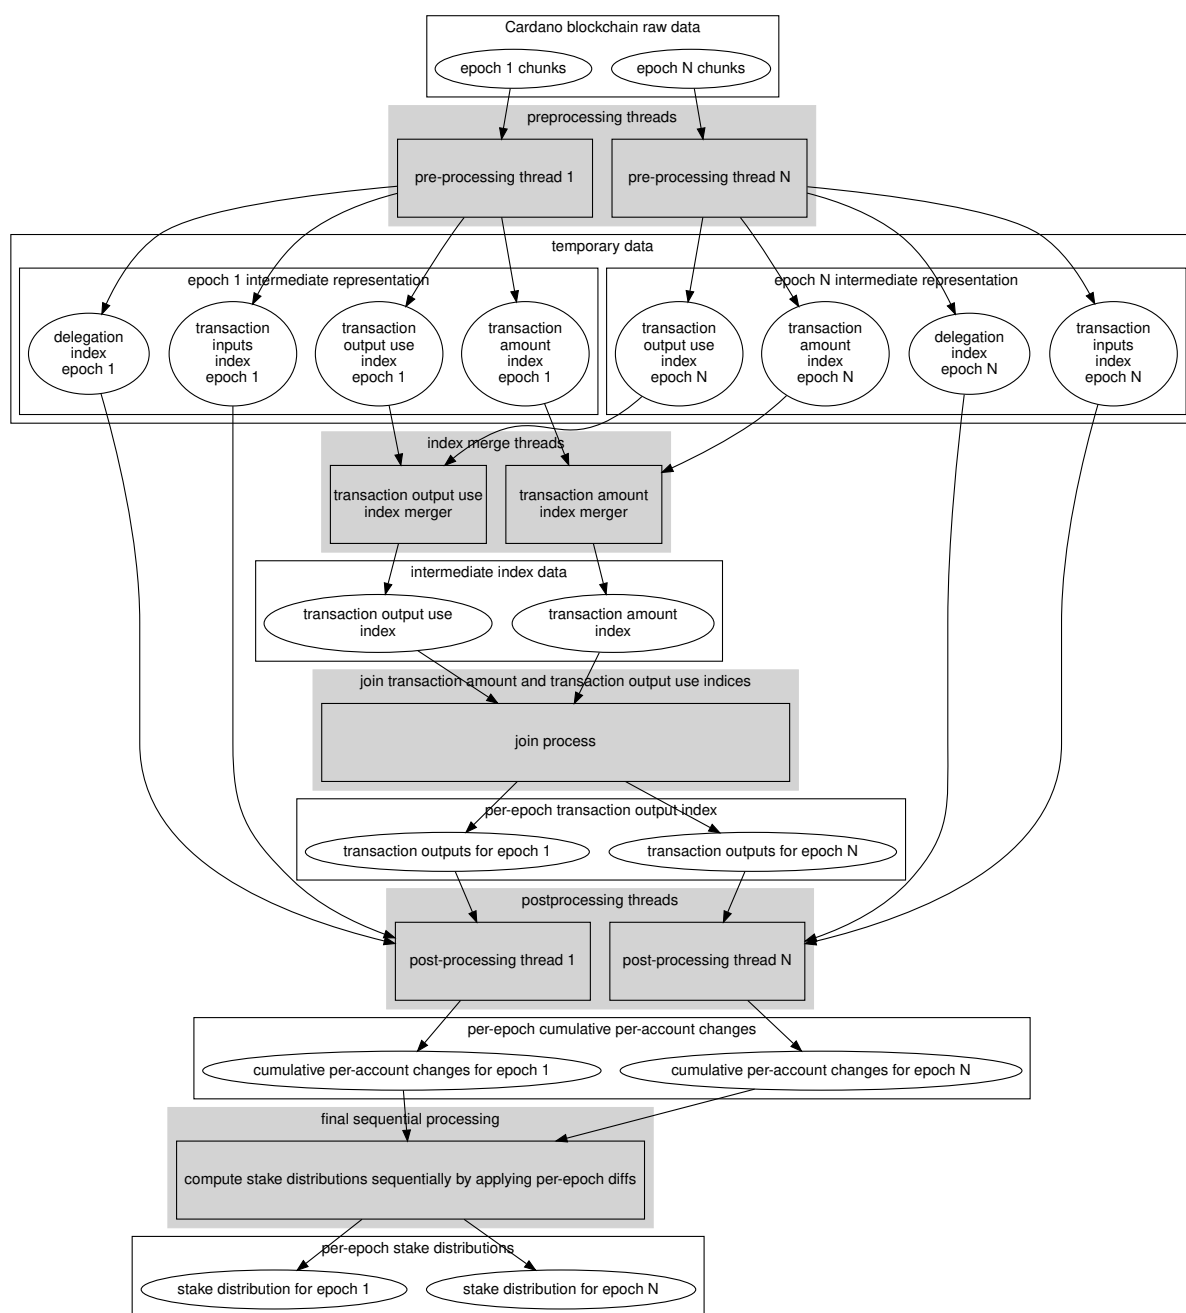 Cardano blockchain raw data
epoch 1 chunks
epoch N chunks
preprocessing threads
pre-processing thread 1
pre-processing thread N
temporary data
epoch 1 intermediate representation
epoch N intermediate representation
delegation
index
epoch 1
transaction
inputs
index
epoch 1
transaction
output use
index
epoch 1
transaction
amount
index
epoch 1
transaction
output use
index
epoch N
transaction
amount
index
epoch N
delegation
index
epoch N
transaction
inputs
index
epoch N
index merge threads
transaction output use
index merger
transaction amount
index merger
intermediate index data
transaction output use
index
transaction amount
index
join transaction amount and transaction output use indices
join process
per-epoch transaction output index
transaction outputs for epoch 1
transaction outputs for epoch N
postprocessing threads
post-processing thread 1
post-processing thread N
per-epoch cumulative per-account changes
cumulative per-account changes for epoch 1
cumulative per-account changes for epoch N
final sequential processing
compute stake distributions sequentially by applying per-epoch diffs
per-epoch stake distributions
stake distribution for epoch 1
stake distribution for epoch N